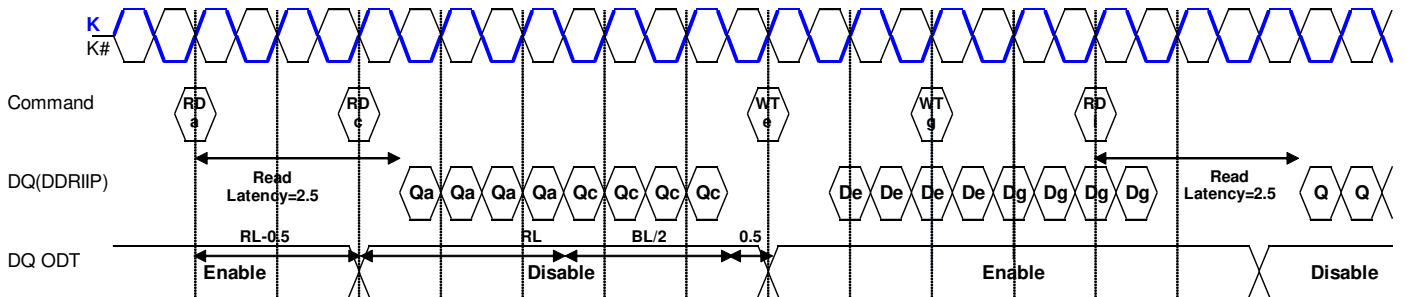 K
K#
Command
RD
a
RD
c
WT
e
WT
g
RD
DQ(DDRIIP)
Read
Latency=2.5
Qa Qa Qa Qa Qc Qc Qc Qc
De De De De Dg Dg Dg Dg
Read
Latency=2.5
Q Q
DQ ODT
RL-0.5
RL
BL/2
0.5
Enable
Disable
Enable
Disable